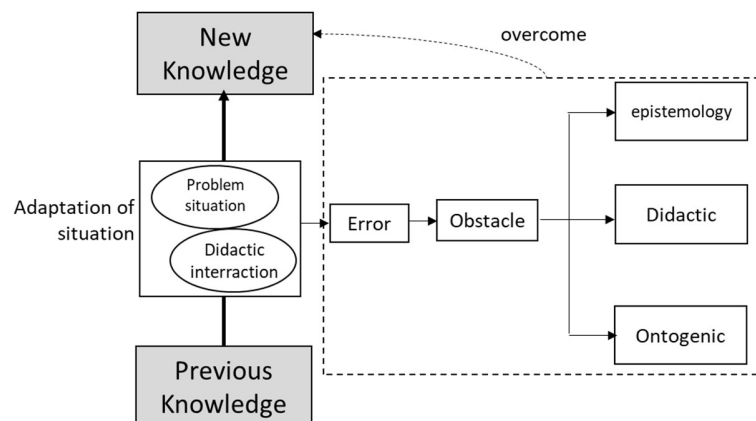 New
Knowledge
overcome
epistemology
Problem
situation
Adaptation of
situation
Error
Obstacle
Didactic
Didactic
interraction
Ontogenic
Previous
Knowledge